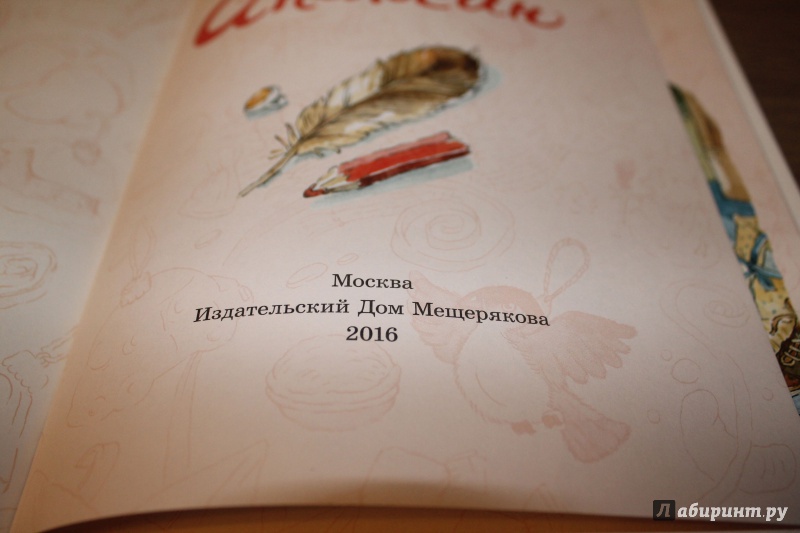 Москва
Издательский Дом Мещерякова
2016
Лабиринт.ру